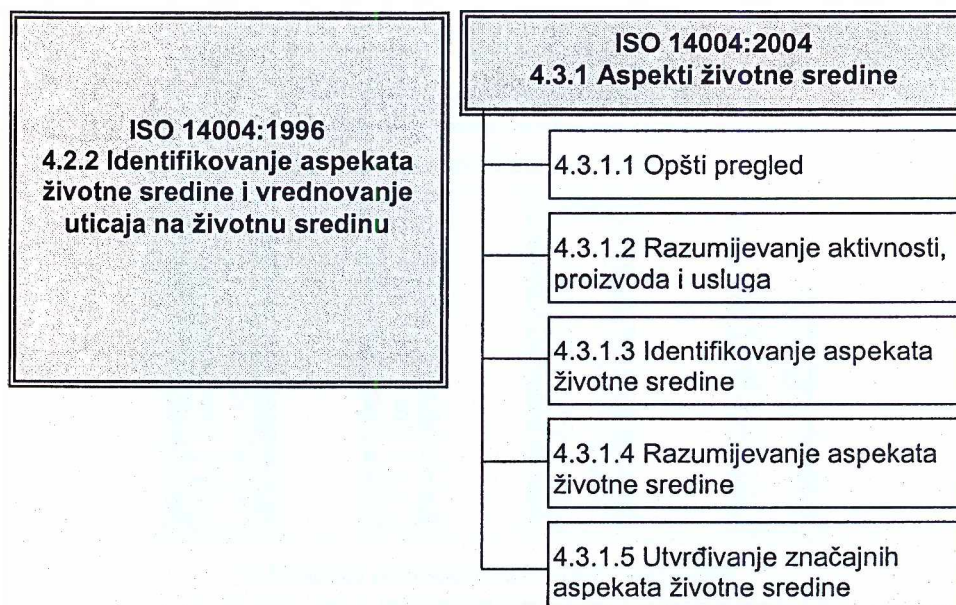 ISO 14004:1996
4.2.2 Identifikovanje aspekata
životne sredine i vrednovanje
uticaja na životnu sredinu
ISO 14004:2004
4.3.1 Aspekti životne sredine
4.3.1.1 Opšti pregled
4.3.1.2 Razumijevanje aktivnosti,
proizvoda i usluga
4.3.1.3 Identifikovanje aspekata
životne sredine
4.3.1.4 Razumijevanje aspekata
životne sredine
4.3.1.5 Utvrđivanje značajnih
aspekata životne sredine